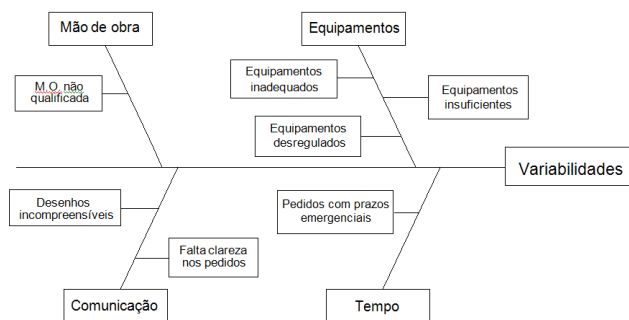 Mão de obra
Equipamentos
M.O. não
qualificada
Equipamentos
inadequados
Equipamentos
insuficientes
Equipamentos
desregulados
Variabilidades
Desenhos
incompreensíveis
Pedidos com prazos
emergenciais
Falta clareza
nos pedidos
Comunicação
Tempo